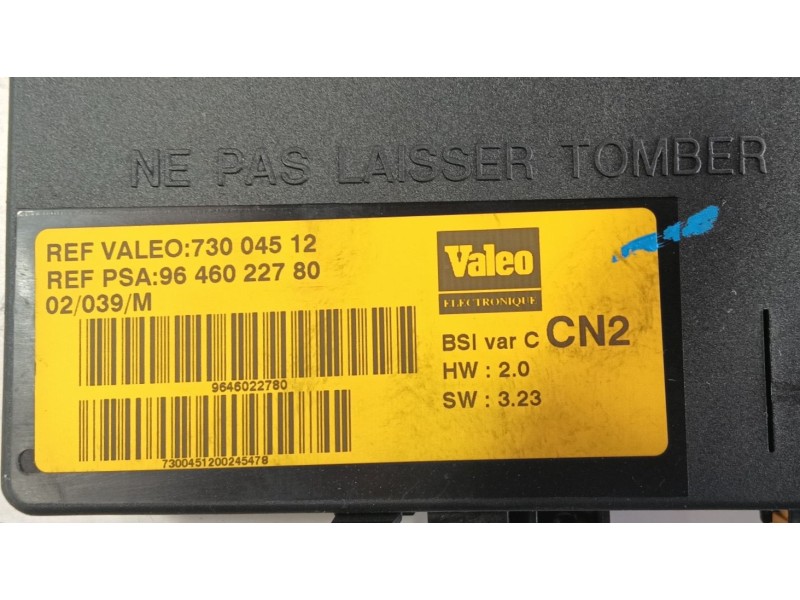 NE PAS LAISSER TOMBER
REF VALEO:730 045 12
REF PSA:96 460 227 80
02/039/M
9646022780
7300451200245478
Valeo
ELECTRONIQUE
BSI var C CN2
HW : 2.0
SW : 3.23